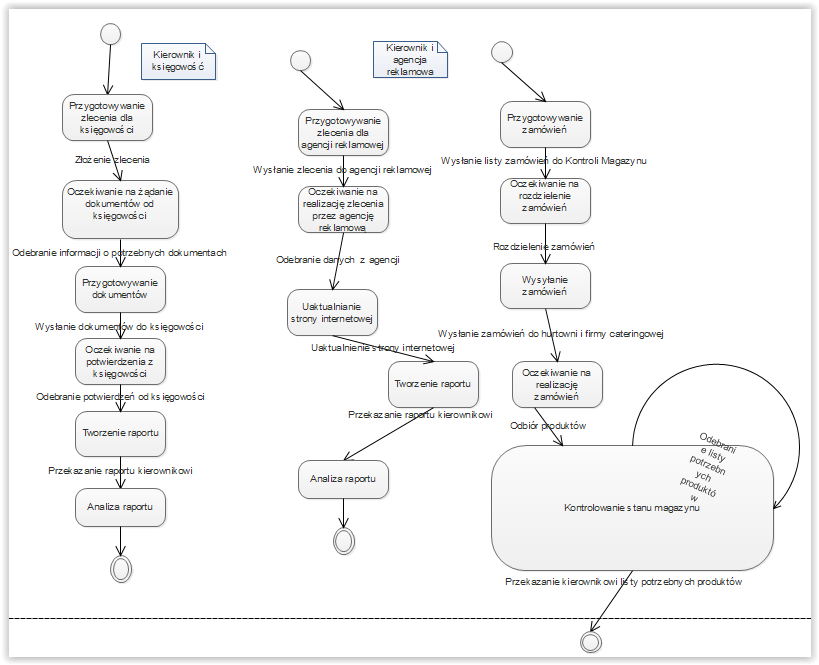 Kierownik i
księgowość
Przygotowywanie
zlecenia dla
księgowości
Złożenie zlecenia
Oczekiwanie na żądanie
dokumentów od
księgowości
Odebranie informacji o potrzebnych dokumentach
Przygotowywanie
dokumentów
Wysłanie dokumentów do księgowości
Oczekiwanie na
potwierdzenia z
księgowości
Odebranie potwierdzeń od księgowości
Tworzenie raportu
Przekazanie raportu kierownikowi
Analiza raportu
Kierownik i
agencja
reklamowa
Przygotowywanie
zlecenia dla
agencji reklamowej
Wysłanie zlecenia do agencji reklamowej
Oczekiwanie na
realizację zlecenia
przez agencję
reklamową
Odebranie danych z agencji
Uaktualnianie
strony internetowej
Uaktualnienie strony internetowej
Tworzenie raportu
Przekazanie raportu kierownikowi
Analiza raportu
Przygotowywanie
zamówień
Wysłanie listy zamówień do Kontroli Magazynu
Oczekiwanie na
rozdzielenie
zamówień
Rozdzielenie zamówień
Wysyłanie
zamówień
Wysłanie zamówień do hurtowni i firmy cateringowej
Oczekiwanie na
realizację
zamówień
Odbiór produktów
Odebrani
e listy
potrzebn
ych
produktó
w
Kontrolowanie stanu magazynu
Przekazanie kierownikowi listy potrzebnych produktów